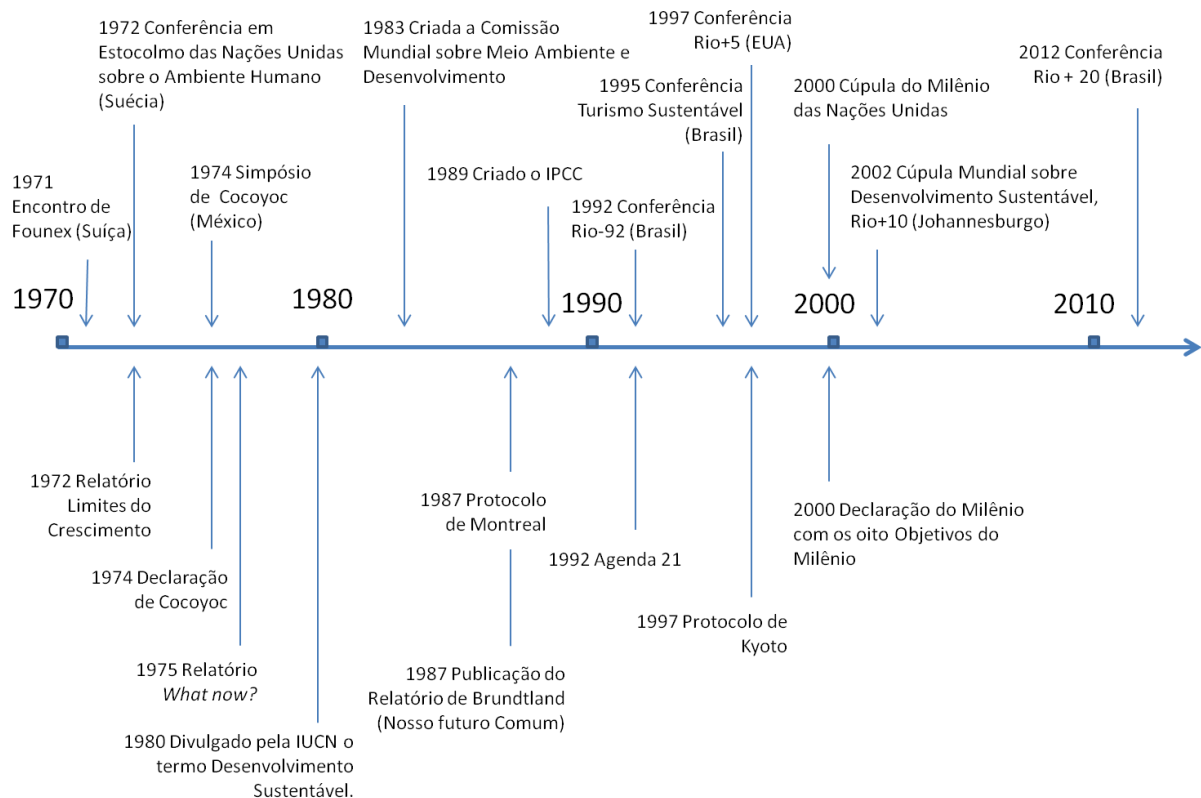 1972 Conferência em
Estocolmo das Nações Unidas
sobre o Ambiente Humano
(Suécia)
1983 Criada a Comissão
Mundial sobre Meio Ambiente e
Desenvolvimento
1997 Conferência
Rio+5 (EUA)
2012 Conferência
Rio + 20 (Brasil)
1995 Conferência
Turismo Sustentável
(Brasil)
2000 Cúpula do Milênio
das Nações Unidas
1971
Encontro de
Founex (Suíça)
1974 Simpósio
de Cocoyoc
(México)
1989 Criado o IPCC
1992 Conferência
Rio-92 (Brasil)
2002 Cúpula Mundial sobre
Desenvolvimento Sustentável,
Rio+10 (Johannesburgo)
1970
1980
1990
2000
2010
1972 Relatório
Limites do
Crescimento
1974 Declaração
de Cocoyoc
1975 Relatório
What now?
1980 Divulgado pela IUCN o
termo Desenvolvimento
Sustentável.
1987 Protocolo
de Montreal
1987 Publicação do
Relatório de Brundtland
(Nosso futuro Comum)
1992 Agenda 21
1997 Protocolo de
Kyoto
2000 Declaração do Milênio
com os oito Objetivos do
Milênio